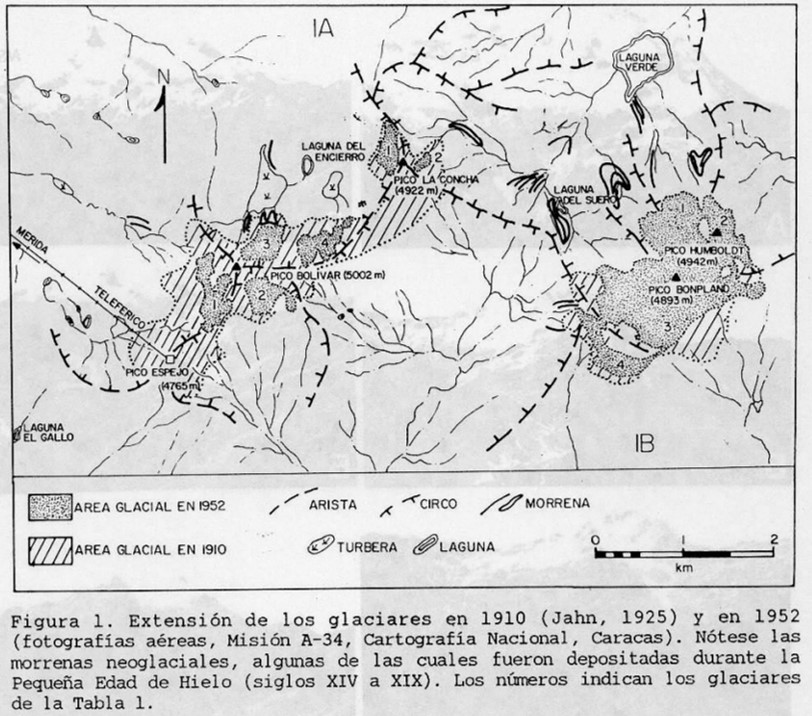 IA
N
LAGUNA VERDE
LAGUNA DEL ENCIERRO
1
2
PICO LA CONCHA
(4922 m)
LAGUNA DEL SUERO
1
2
PICO HUMBOLDT
(4942m)
3
4
MERIDA
PICO BOLIVAR (5002 m)
PICO BONPLAND
(4893 m)
TELEFERICO
1
2
3
4
PICO ESPEJO
(4765m)
LAGUNA
EL GALLO
IB
AREA GLACIAL EN 1952
ARISTA
CIRCO
MORRENA
AREA GLACIAL EN 1910
TURBERA
LAGUNA
0 1 2
km
Figura 1. Extensión de los glaciares en 1910 (Jahn, 1925) y en 1952
(fotografías aéreas, Misión A-34, Cartografía Nacional, Caracas). Nótese las
morrenas neoglaciales, algunas de las cuales fueron depositadas durante la
Pequeña Edad de Hielo (siglos XIV a XIX). Los números indican los glaciares
de la Tabla 1.